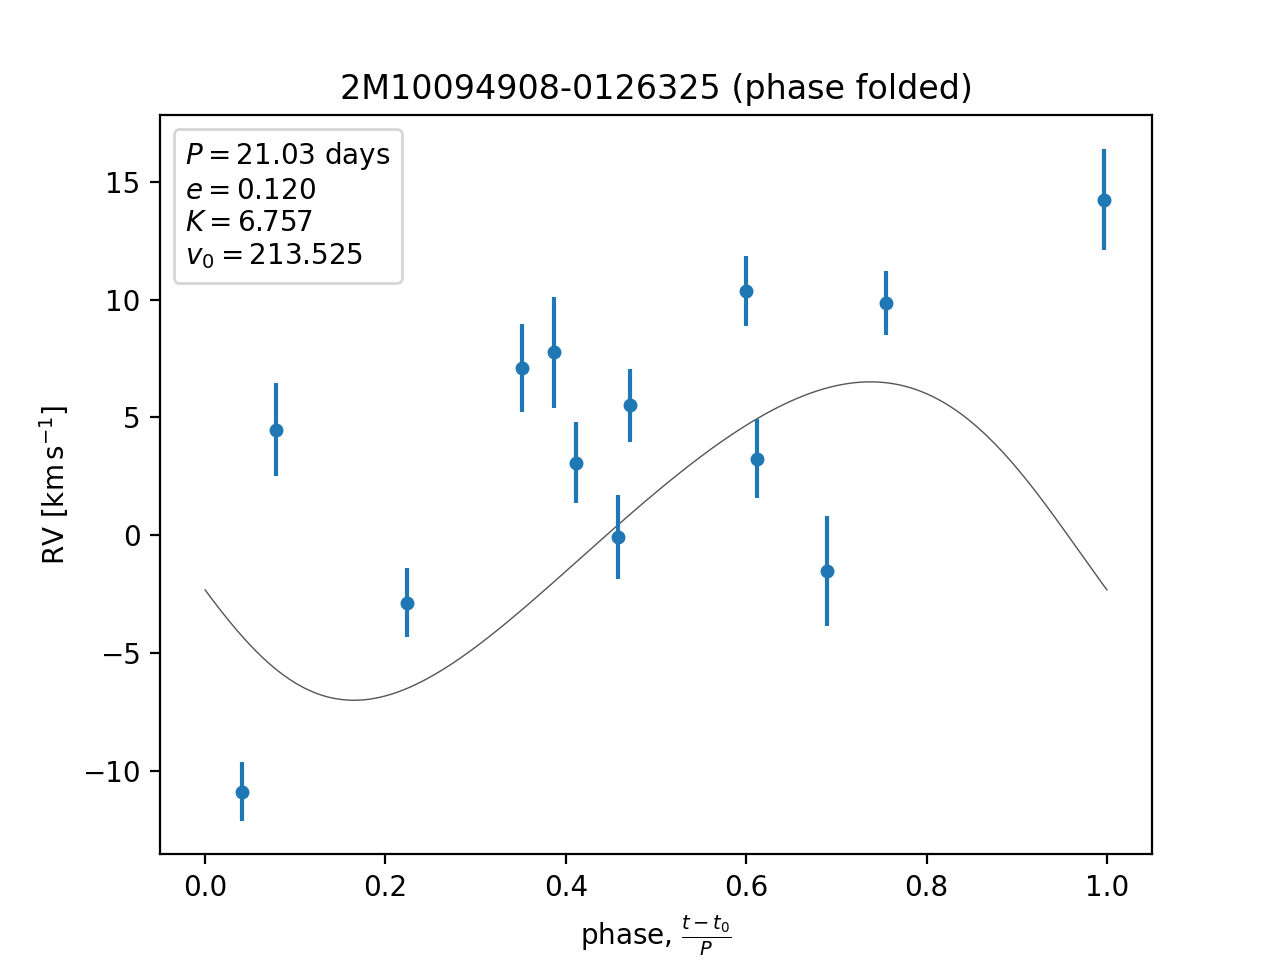 2M10094908-0126325 (phase folded)
P = 21.03 days
e = 0.120
K = 6.757
v₀ = 213.525
15
10
5
0
−5
−10
RV [km s⁻¹]
0.0 0.2 0.4 0.6 0.8 1.0
phase, (t − t₀)/P